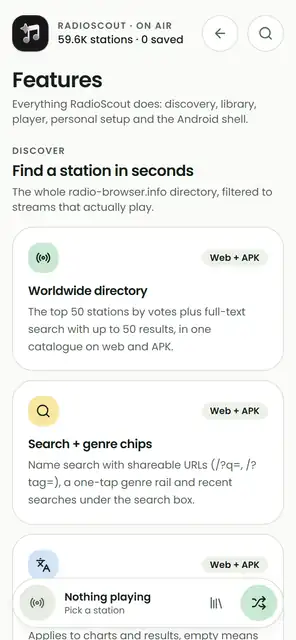 RADIOSCOUT · ON AIR
59.6K stations · 0 saved
Features
Everything RadioScout does: discovery, library,
player, personal setup and the Android shell.
DISCOVER
Find a station in seconds
The whole radio-browser.info directory, filtered to
streams that actually play.
Web + APK
Worldwide directory
The top 50 stations by votes plus full-text
search with up to 50 results, in one
catalogue on web and APK.
Web + APK
Search + genre chips
Name search with shareable URLs (/?q=, /?
tag=), a one-tap genre rail and recent
searches under the search box.
Web + APK
Nothing playing
Pick a station
Applies to charts and results, empty means